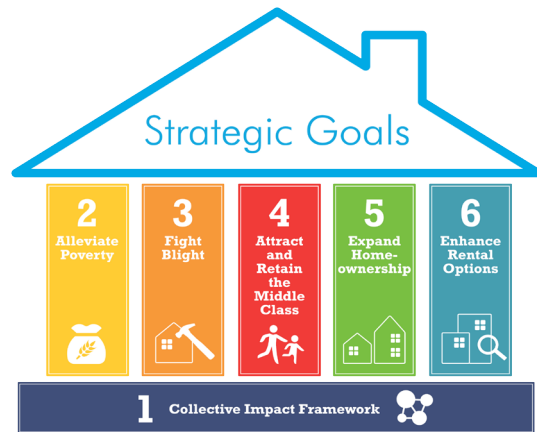 Strategic Goals
2
Alleviate
Poverty
3
Fight
Blight
4
Attract
and
Retain
the
Middle
Class
5
Expand
Home-
ownership
6
Enhance
Rental
Options
1 Collective Impact Framework